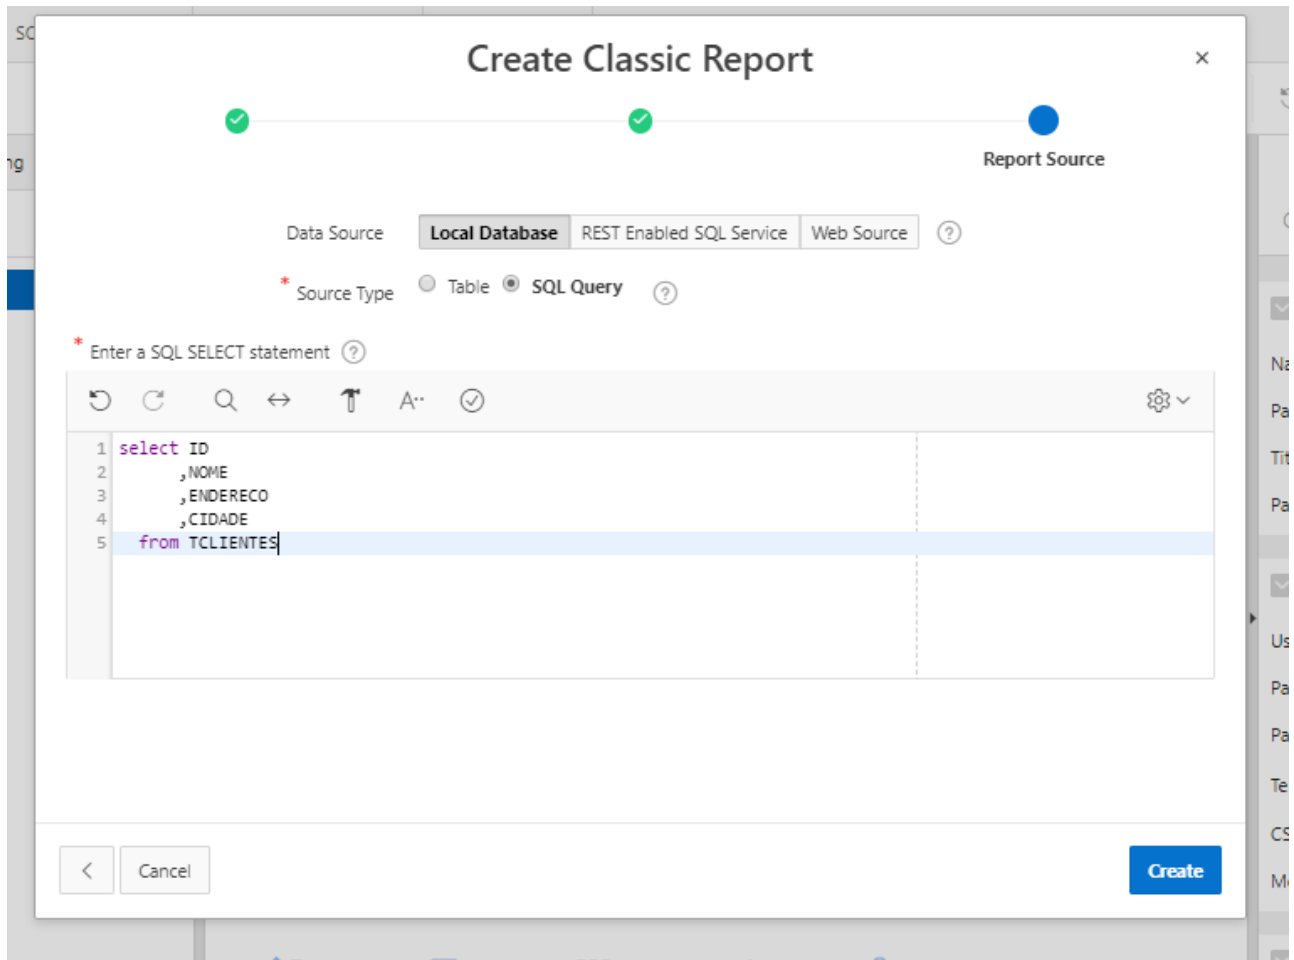 Create Classic Report
Report Source
Data Source Local Database REST Enabled SQL Service Web Source ?
* Source Type Table SQL Query ?
* Enter a SQL SELECT statement ?
1 select ID
2 ,NOME
3 ,ENDERECO
4 ,CIDADE
5 from TCLIENTES
Cancel Create